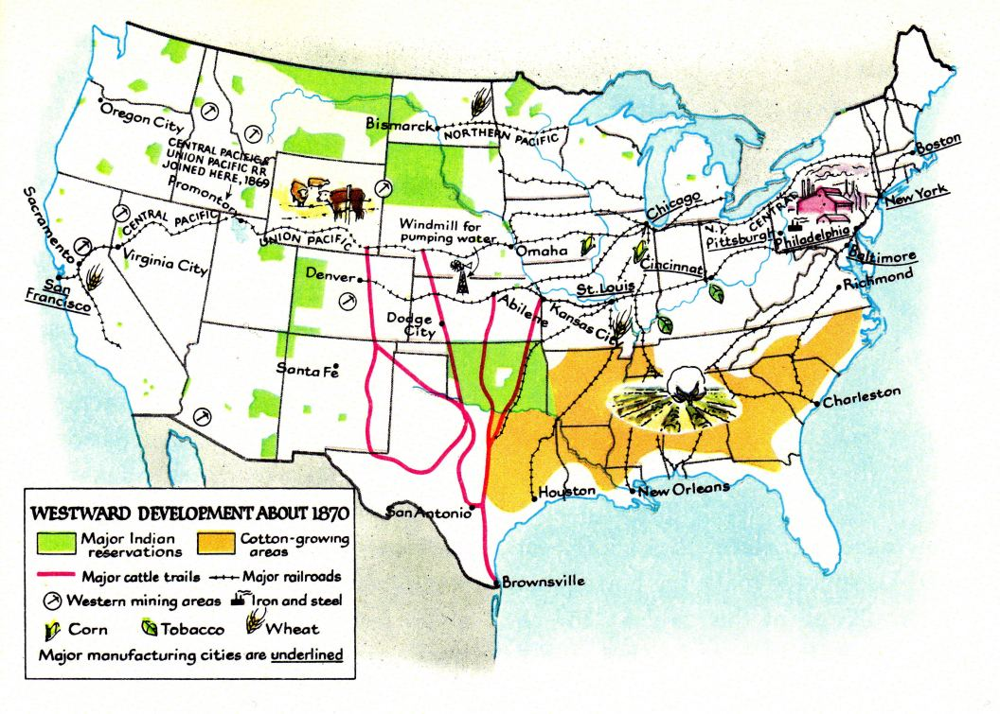 Oregon City
Bismarck
NORTHERN PACIFIC
CENTRAL PACIFIC &
UNION PACIFIC RR
JOINED HERE, 1869
Promontory
Boston
New York
Sacramento
CENTRAL PACIFIC
UNION PACIFIC
Virginia City
San
Francisco
Windmill for
pumping water
Omaha
Chicago
N.Y.
CENTRAL
Pittsburgh
Philadelphia
Baltimore
Richmond
Cincinnati
St. Louis
Denver
Abilene
Kansas City
Dodge
City
Santa Fē
Charleston
Houston
New Orleans
San Antonio
Brownsville
WESTWARD DEVELOPMENT ABOUT 1870
Major Indian
reservations
Cotton-growing
areas
Major cattle trails
Major railroads
Western mining areas
Iron and steel
Corn
Tobacco
Wheat
Major manufacturing cities are underlined